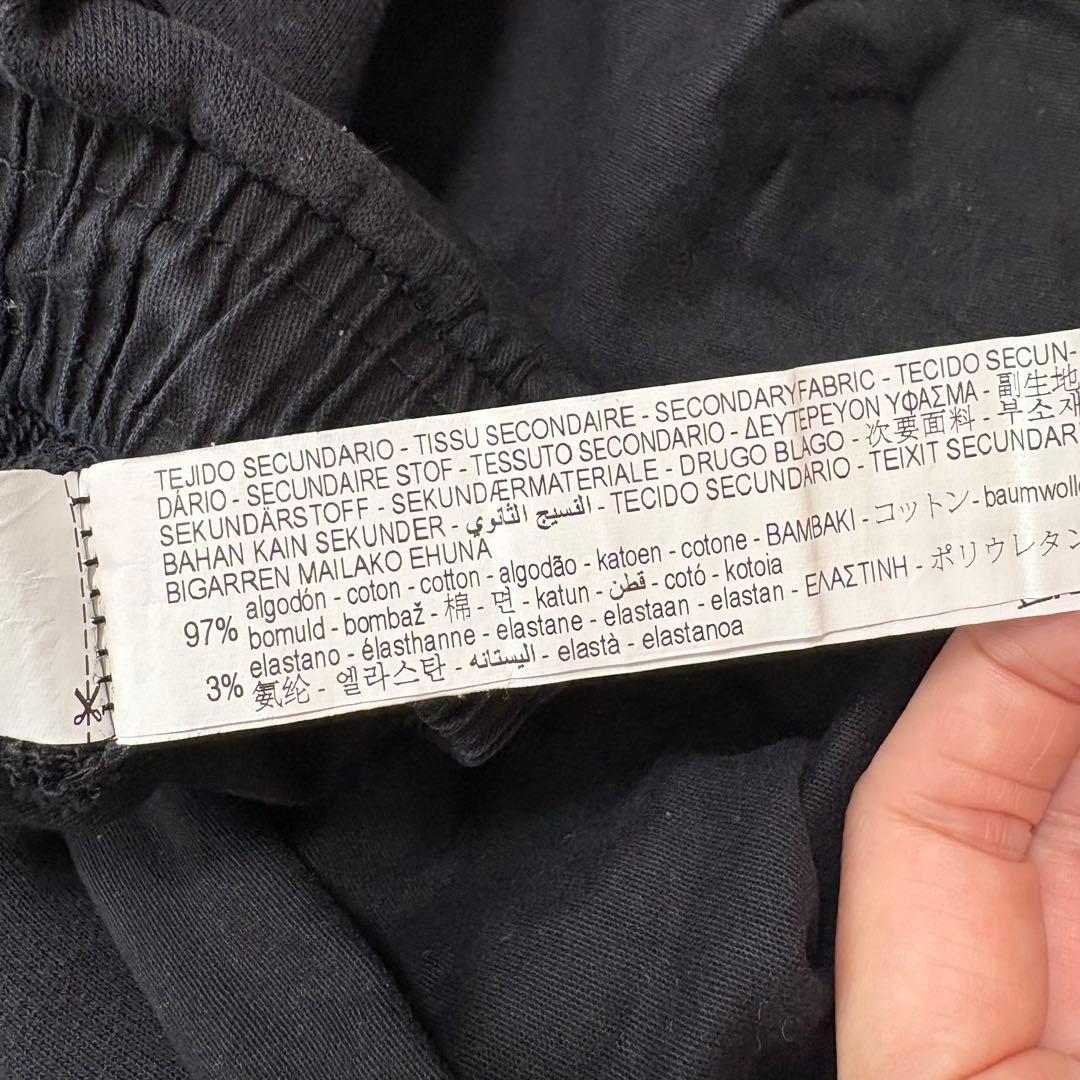 TEJIDO SECUNDARIO - TISSU SECONDAIRE - SECONDARYFABRIC - TECIDO SECUN-
DÁRIO - SECUNDAIRE STOF - TESSUTO SECONDARIO - ΔΕΥΤΕΡΕΥΟΝ ΥΦΑΣΜΑ - 副生地
SEKUNDÄRSTOFF - SEKUNDÆRMATERIALE - DRUGO BLAGO - 次要面料 - 부소재
BAHAN KAIN SEKUNDER - النسيج الثانوي - TECIDO SECUNDARIO - TEIXIT SECUNDARI
BIGARREN MAILAKO EHUNA
97% algodón - coton - cotton - algodão - katoen - cotone - BAMBAKI - コットン - baumwolle
bomuld - bombaž - 棉 - 면 - katun - قطن - cotó - kotoia
3% elastano - élasthanne - elastane - elastaan - elastan - ΕΛΑΣΤΙΝΗ - ポリウレタン
氨纶 - 엘라스탄 - اليستانه - elastà - elastanoa